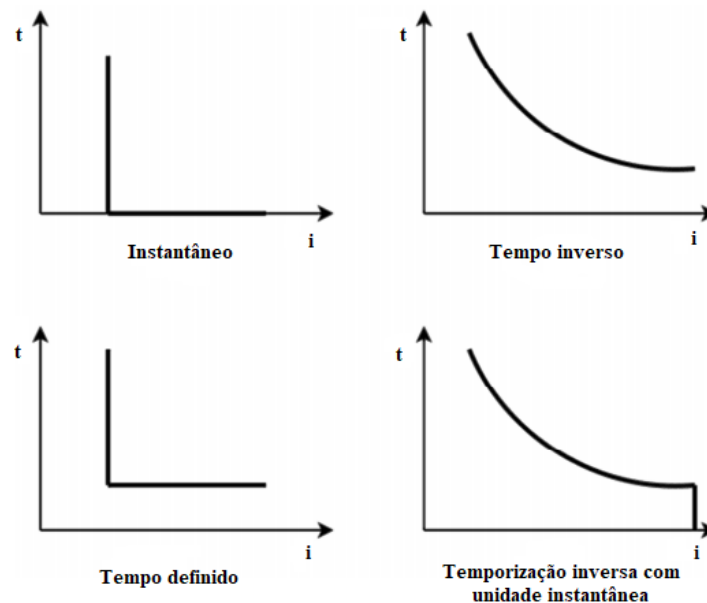 t
i
Instantâneo
t
i
Tempo inverso
t
i
Tempo definido
t
i
Temporização inversa com
unidade instantânea